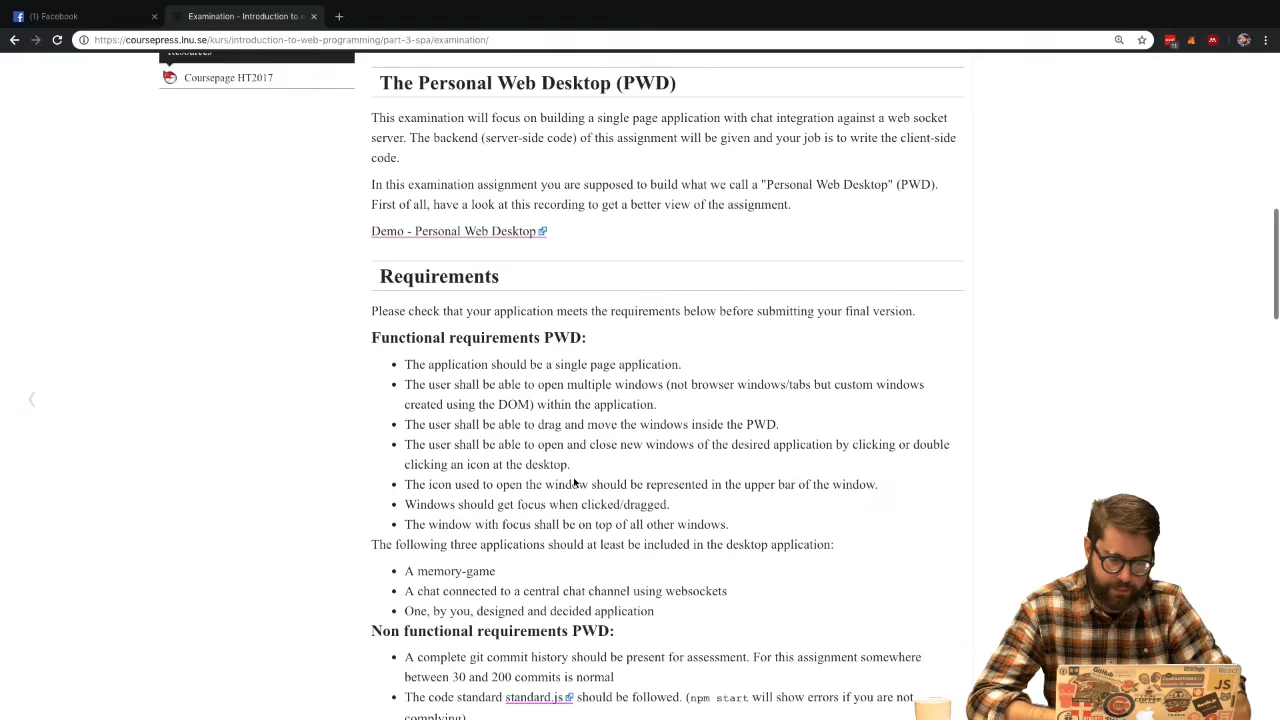 (1) Facebook
Examination - Introduction to w
https://coursepress.lnu.se/kurs/introduction-to-web-programming/part-3-spa/examination/
Resources
Coursepage HT2017
The Personal Web Desktop (PWD)
This examination will focus on building a single page application with chat integration against a web socket
server. The backend (server-side code) of this assignment will be given and your job is to write the client-side
code.
In this examination assignment you are supposed to build what we call a "Personal Web Desktop" (PWD).
First of all, have a look at this recording to get a better view of the assignment.
Demo - Personal Web Desktop
Requirements
Please check that your application meets the requirements below before submitting your final version.
Functional requirements PWD:
The application should be a single page application.
The user shall be able to open multiple windows (not browser windows/tabs but custom windows
created using the DOM) within the application.
The user shall be able to drag and move the windows inside the PWD.
The user shall be able to open and close new windows of the desired application by clicking or double
clicking an icon at the desktop.
The icon used to open the window should be represented in the upper bar of the window.
Windows should get focus when clicked/dragged.
The window with focus shall be on top of all other windows.
The following three applications should at least be included in the desktop application:
A memory-game
A chat connected to a central chat channel using websockets
One, by you, designed and decided application
Non functional requirements PWD:
A complete git commit history should be present for assessment. For this assignment somewhere
between 30 and 200 commits is normal
The code standard standard.js should be followed. (npm start will show errors if you are not
complying)
GitHub
React
JS